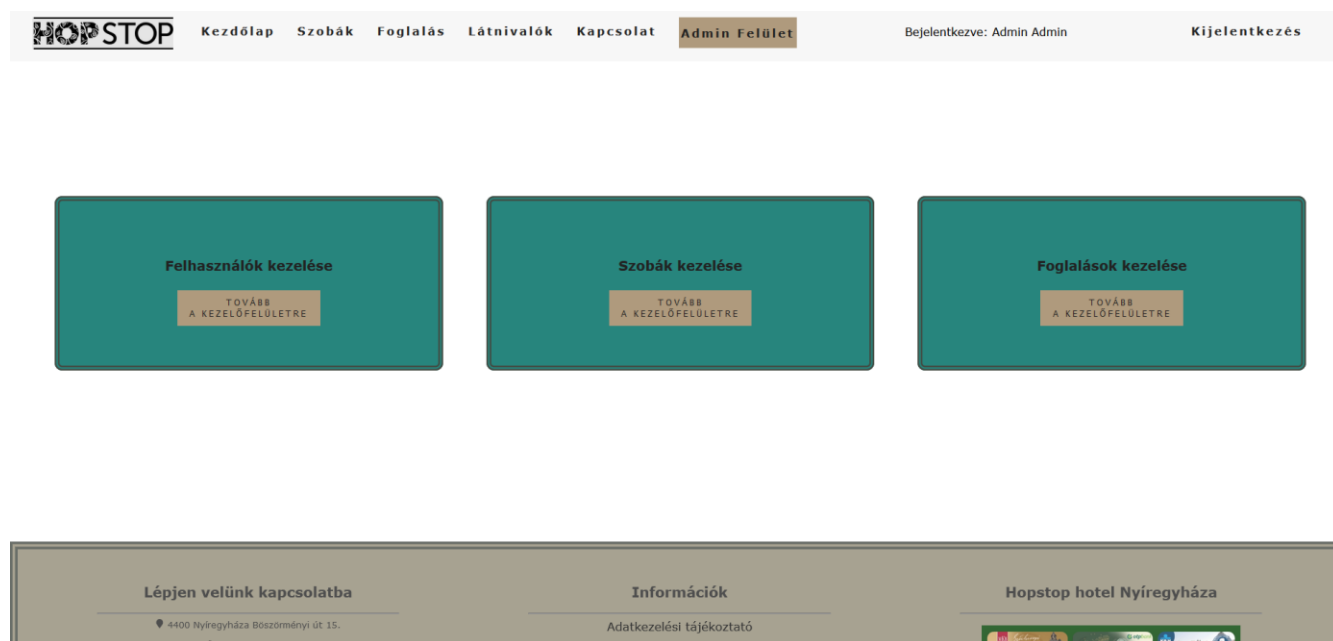 HOPSTOP Kezdőlap Szobák Foglalás Látnivalók Kapcsolat Admin Felület Bejelentkezve: Admin Admin Kijelentkezés
Felhasználók kezelése
TOVÁBB
A KEZELŐFELÜLETRE
Szobák kezelése
TOVÁBB
A KEZELŐFELÜLETRE
Foglalások kezelése
TOVÁBB
A KEZELŐFELÜLETRE
Lépjen velünk kapcsolatba
4400 Nyíregyháza Böszörményi út 15.
Információk
Adatkezelési tájékoztató
Hopstop hotel Nyíregyháza